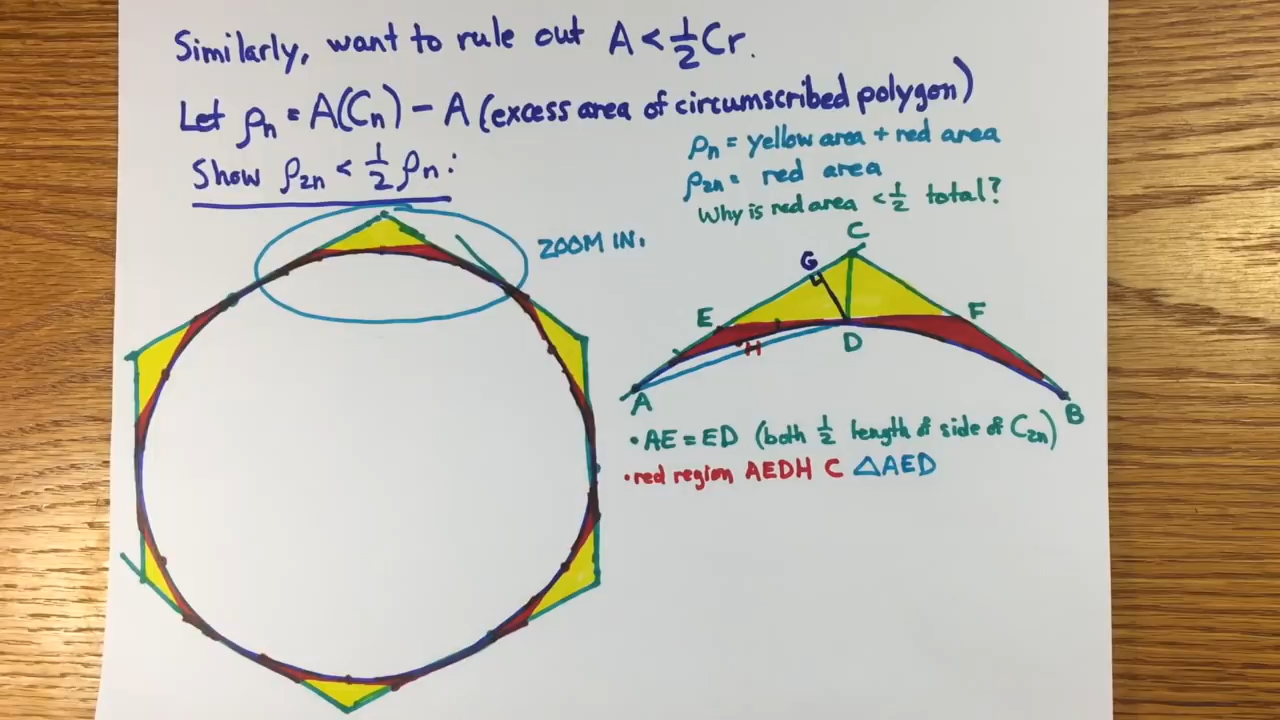 Similarly, want to rule out A < ½Cr.
Let ρn = A(Cn) − A (excess area of circumscribed polygon)
Show ρ2n < ½ ρn:
ρn = yellow area + red area
ρ2n = red area
Why is red area < ½ total?
ZOOM IN.
C
G
E
F
H
D
A
B
• AE = ED (both ½ length of side of C2n)
• red region AEDH ⊂ △AED